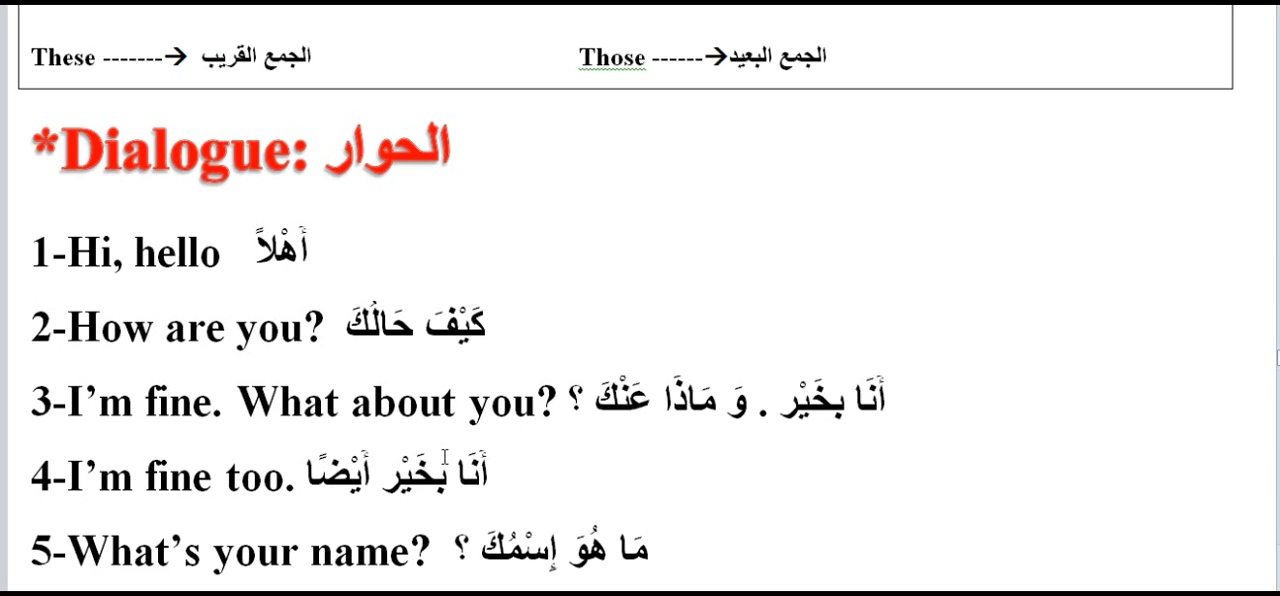 These -------→ الجمع القريب Those ------→الجمع البعيد
*Dialogue: الحوار
1-Hi, hello أَهْلاً
2-How are you? كَيْفَ حَالُكَ
3-I’m fine. What about you? أَنَا بِخَيْر . وَ مَاذَا عَنْكَ ؟
4-I’m fine too. أَنَا بِخَيْر أَيْضًا
5-What’s your name? مَا هُوَ إِسْمُكَ ؟